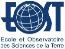 EOST
Ecole et Observatoire
des Sciences de la Terre